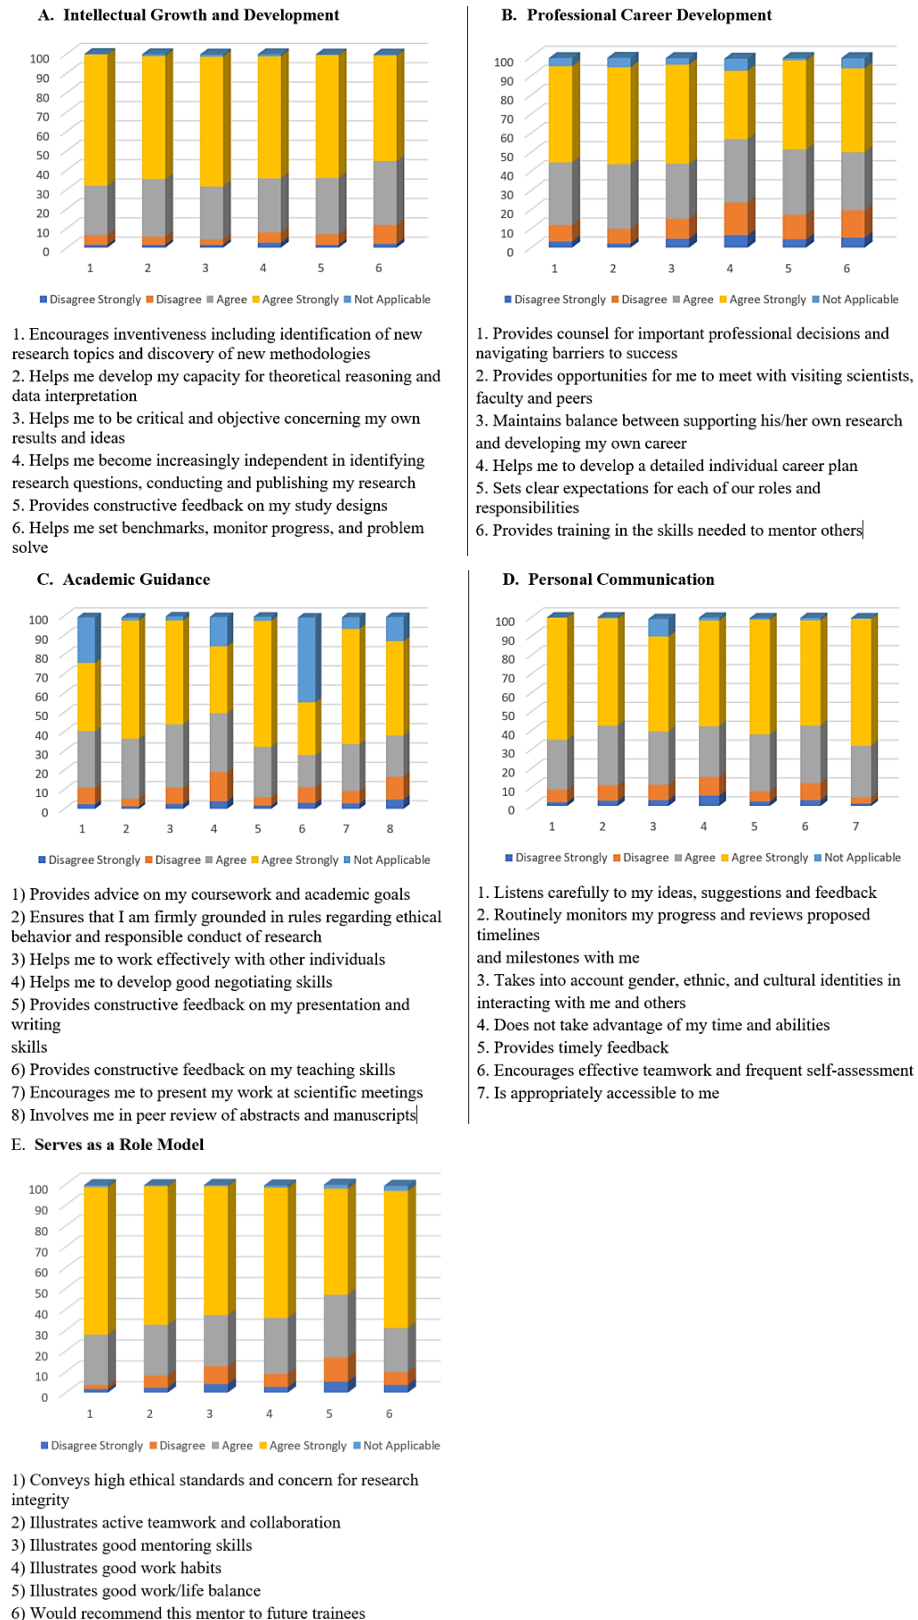 A. Intellectual Growth and Development
100
90
80
70
60
50
40
30
20
10
0
1 2 3 4 5 6
Disagree Strongly Disagree Agree Agree Strongly Not Applicable
1. Encourages inventiveness including identification of new
research topics and discovery of new methodologies
2. Helps me develop my capacity for theoretical reasoning and
data interpretation
3. Helps me to be critical and objective concerning my own
results and ideas
4. Helps me become increasingly independent in identifying
research questions, conducting and publishing my research
5. Provides constructive feedback on my study designs
6. Helps me set benchmarks, monitor progress, and problem
solve
B. Professional Career Development
100
90
80
70
60
50
40
30
20
10
0
1 2 3 4 5 6
Disagree Strongly Disagree Agree Agree Strongly Not Applicable
1. Provides counsel for important professional decisions and
navigating barriers to success
2. Provides opportunities for me to meet with visiting scientists,
faculty and peers
3. Maintains balance between supporting his/her own research
and developing my own career
4. Helps me to develop a detailed individual career plan
5. Sets clear expectations for each of our roles and
responsibilities
6. Provides training in the skills needed to mentor others
C. Academic Guidance
100
90
80
70
60
50
40
30
20
10
0
1 2 3 4 5 6 7 8
Disagree Strongly Disagree Agree Agree Strongly Not Applicable
1) Provides advice on my coursework and academic goals
2) Ensures that I am firmly grounded in rules regarding ethical
behavior and responsible conduct of research
3) Helps me to work effectively with other individuals
4) Helps me to develop good negotiating skills
5) Provides constructive feedback on my presentation and
writing
skills
6) Provides constructive feedback on my teaching skills
7) Encourages me to present my work at scientific meetings
8) Involves me in peer review of abstracts and manuscripts
D. Personal Communication
100
90
80
70
60
50
40
30
20
10
0
1 2 3 4 5 6 7
Disagree Strongly Disagree Agree Agree Strongly Not Applicable
1. Listens carefully to my ideas, suggestions and feedback
2. Routinely monitors my progress and reviews proposed
timelines
and milestones with me
3. Takes into account gender, ethnic, and cultural identities in
interacting with me and others
4. Does not take advantage of my time and abilities
5. Provides timely feedback
6. Encourages effective teamwork and frequent self-assessment
7. Is appropriately accessible to me
E. Serves as a Role Model
100
90
80
70
60
50
40
30
20
10
0
1 2 3 4 5 6
Disagree Strongly Disagree Agree Agree Strongly Not Applicable
1) Conveys high ethical standards and concern for research
integrity
2) Illustrates active teamwork and collaboration
3) Illustrates good mentoring skills
4) Illustrates good work habits
5) Illustrates good work/life balance
6) Would recommend this mentor to future trainees